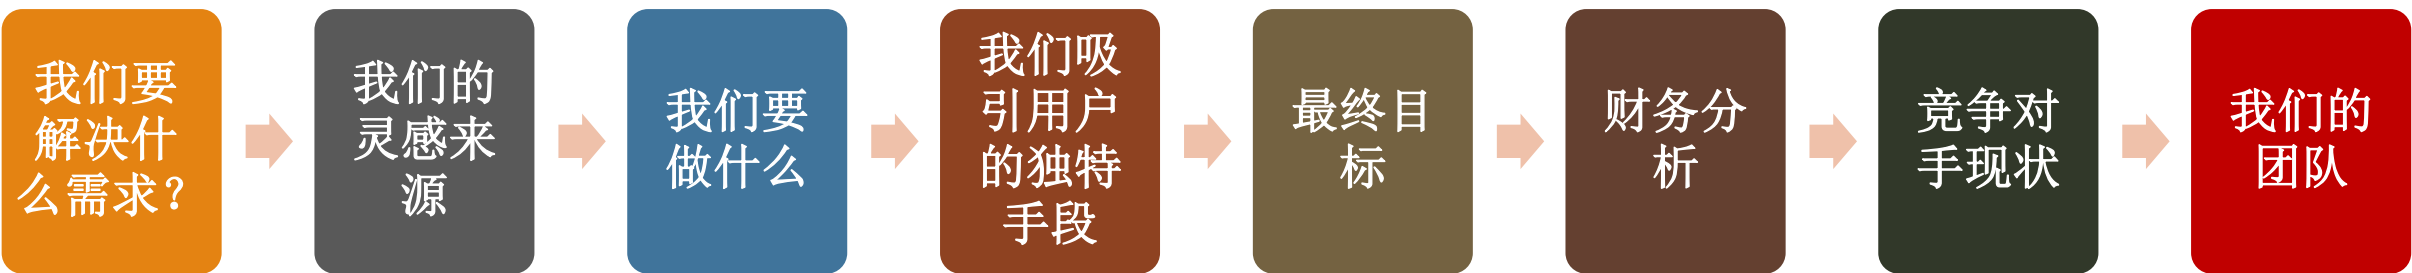 我们要
解决什
么需求？
我们的
灵感来
源
我们要
做什么
我们吸
引用户
的独特
手段
最终目
标
财务分
析
竞争对
手现状
我们的
团队